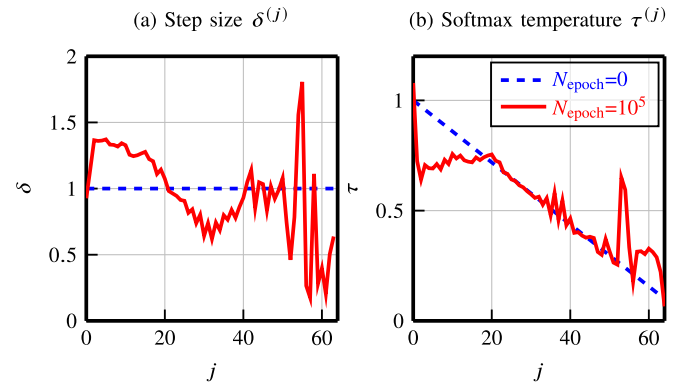 (a) Step size δ^(j)
(b) Softmax temperature τ^(j)
2
1.5
1
0.5
0
δ
0
20
40
60
j
1
0.5
0
τ
0
20
40
60
j
N_epoch=0
N_epoch=10^5